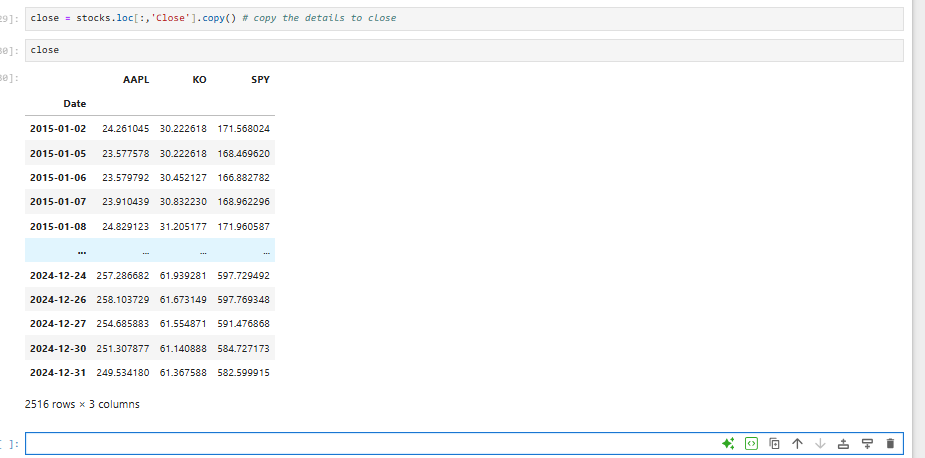 29]:
close = stocks.loc[:,'Close'].copy() # copy the details to close
30]:
close
30]:
AAPL KO SPY
Date
2015-01-02 24.261045 30.222618 171.568024
2015-01-05 23.577578 30.222618 168.469620
2015-01-06 23.579792 30.452127 166.882782
2015-01-07 23.910439 30.832230 168.962296
2015-01-08 24.829123 31.205177 171.960587
... ... ... ...
2024-12-24 257.286682 61.939281 597.729492
2024-12-26 258.103729 61.673149 597.769348
2024-12-27 254.685883 61.554871 591.476868
2024-12-30 251.307877 61.140888 584.727173
2024-12-31 249.534180 61.367588 582.599915
2516 rows × 3 columns
[ ]: